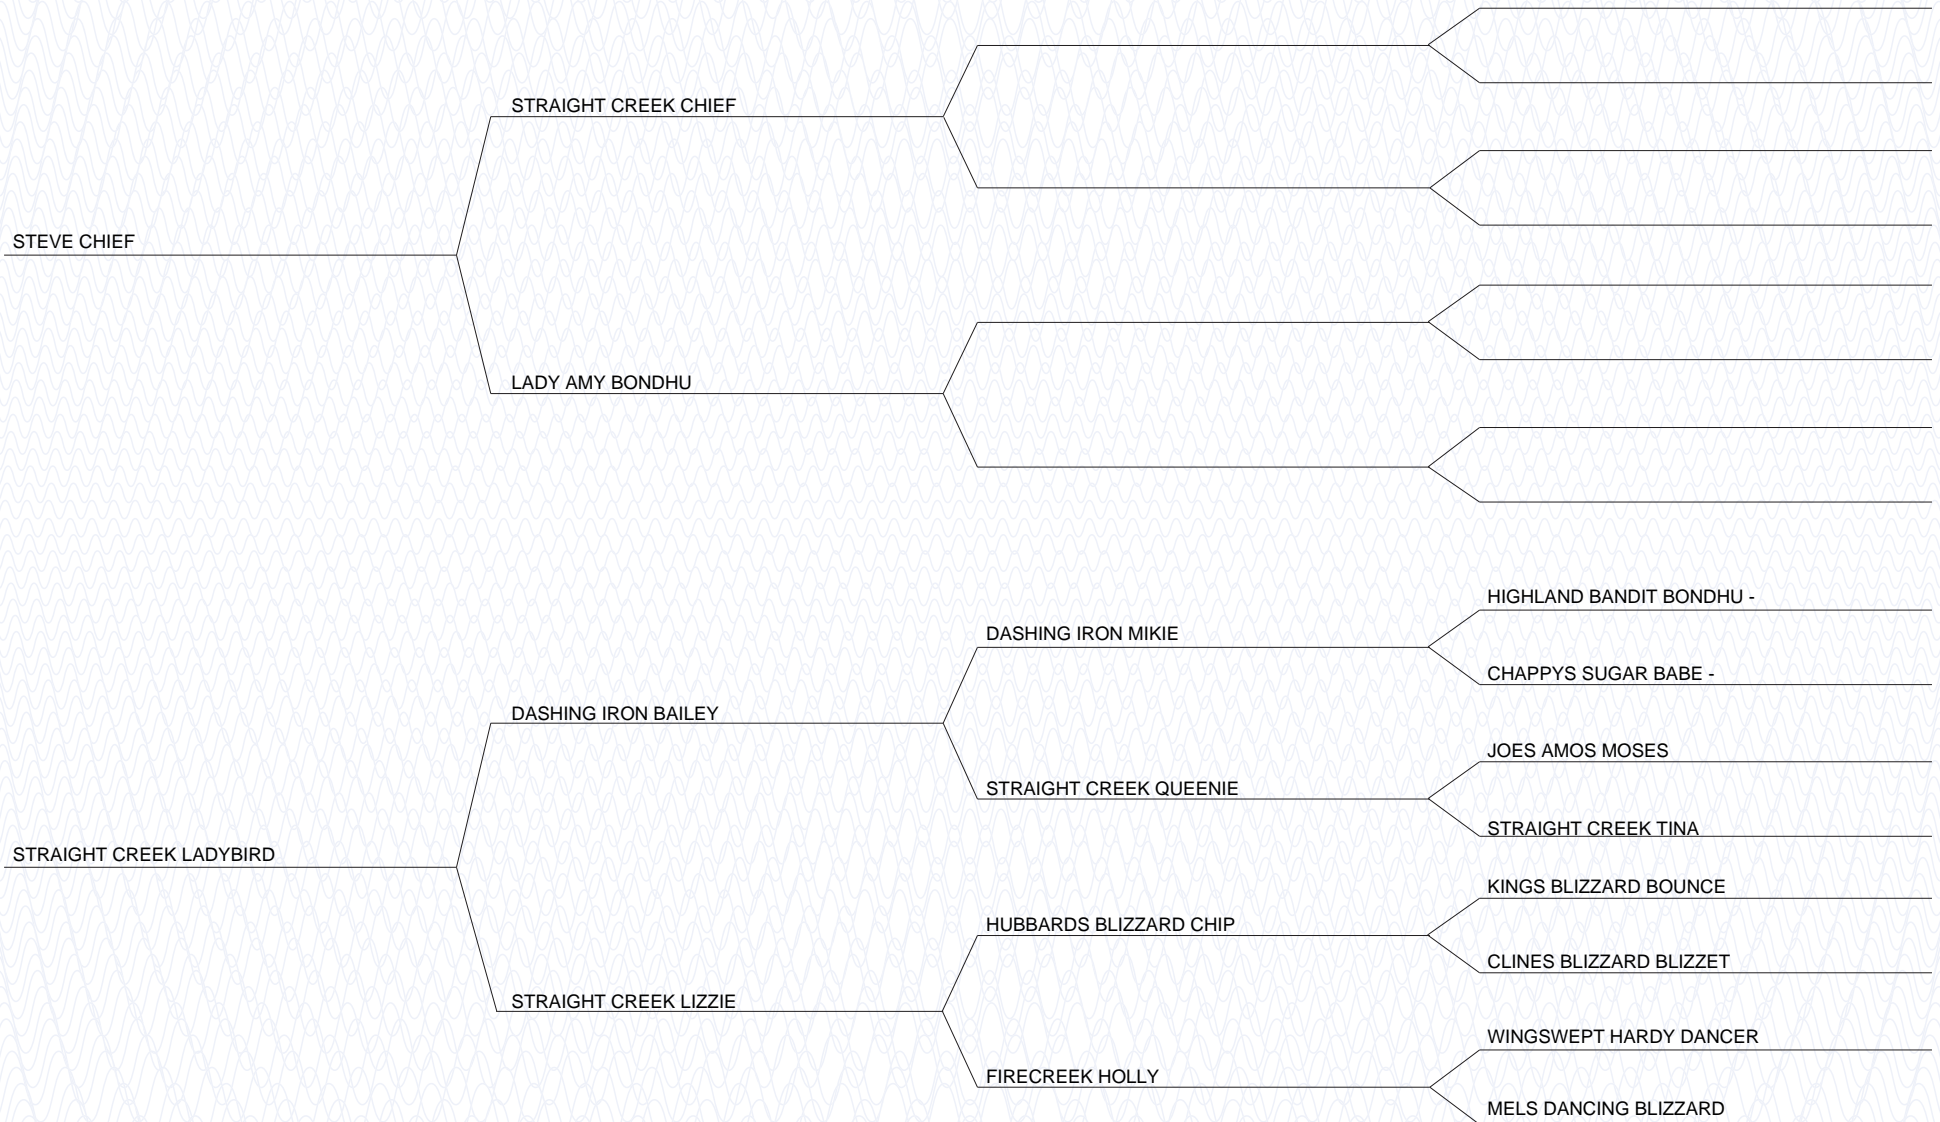 STRAIGHT CREEK CHIEF
STEVE CHIEF
LADY AMY BONDHU
HIGHLAND BANDIT BONDHU -
DASHING IRON MIKIE
CHAPPYS SUGAR BABE -
DASHING IRON BAILEY
JOES AMOS MOSES
STRAIGHT CREEK QUEENIE
STRAIGHT CREEK TINA
STRAIGHT CREEK LADYBIRD
KINGS BLIZZARD BOUNCE
HUBBARDS BLIZZARD CHIP
CLINES BLIZZARD BLIZZET
STRAIGHT CREEK LIZZIE
WINGSWEPT HARDY DANCER
FIRECREEK HOLLY
MELS DANCING BLIZZARD